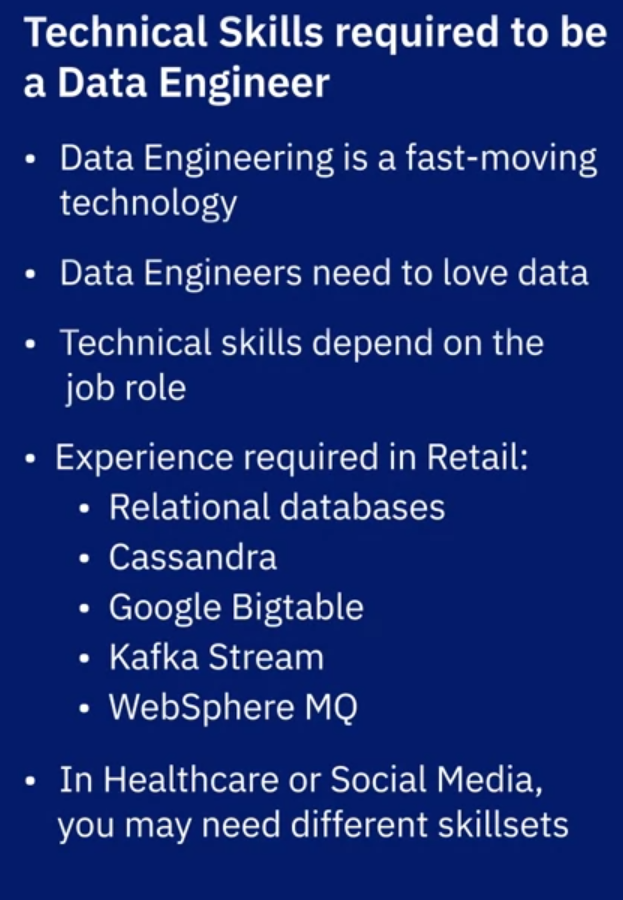 Technical Skills required to be
a Data Engineer
• Data Engineering is a fast-moving
technology
• Data Engineers need to love data
• Technical skills depend on the
job role
• Experience required in Retail:
• Relational databases
• Cassandra
• Google Bigtable
• Kafka Stream
• WebSphere MQ
• In Healthcare or Social Media,
you may need different skillsets